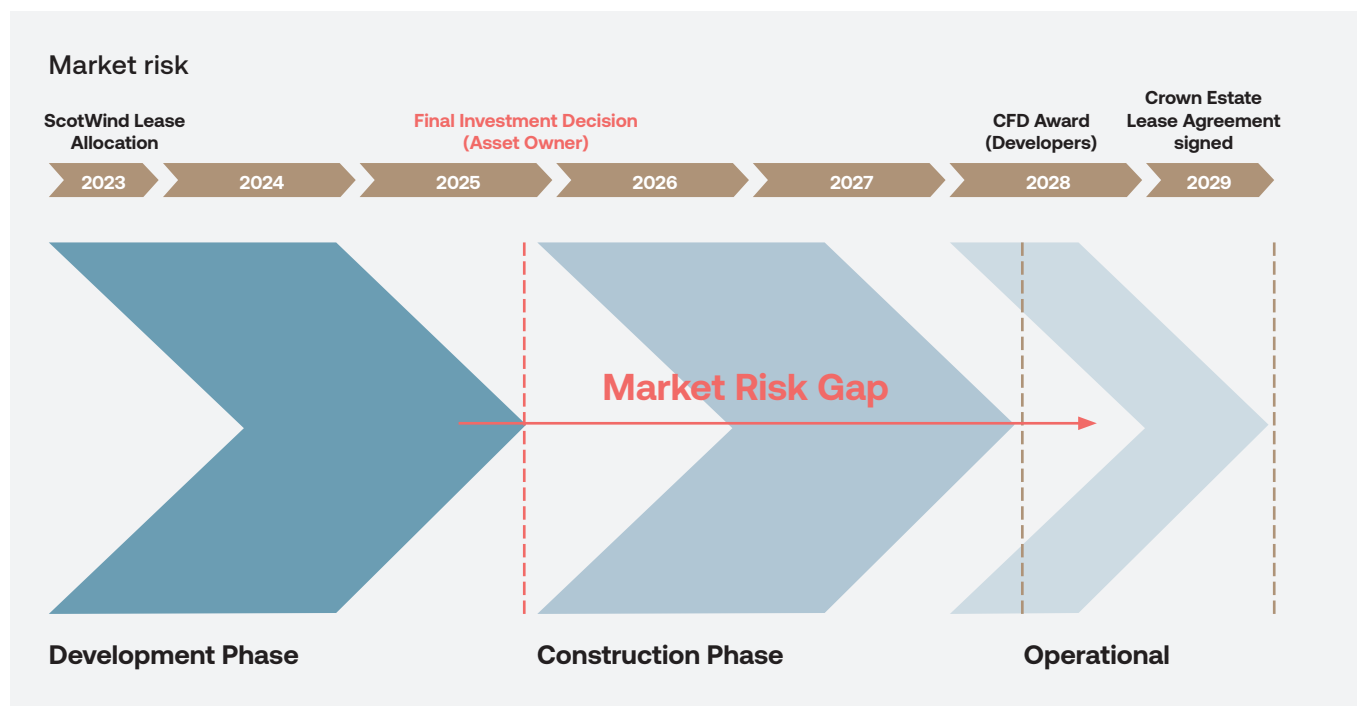 Market risk
ScotWind Lease
Allocation
Final Investment Decision
(Asset Owner)
CFD Award
(Developers)
Crown Estate
Lease Agreement
signed
2023
2024
2025
2026
2027
2028
2029
Market Risk Gap
Development Phase
Construction Phase
Operational